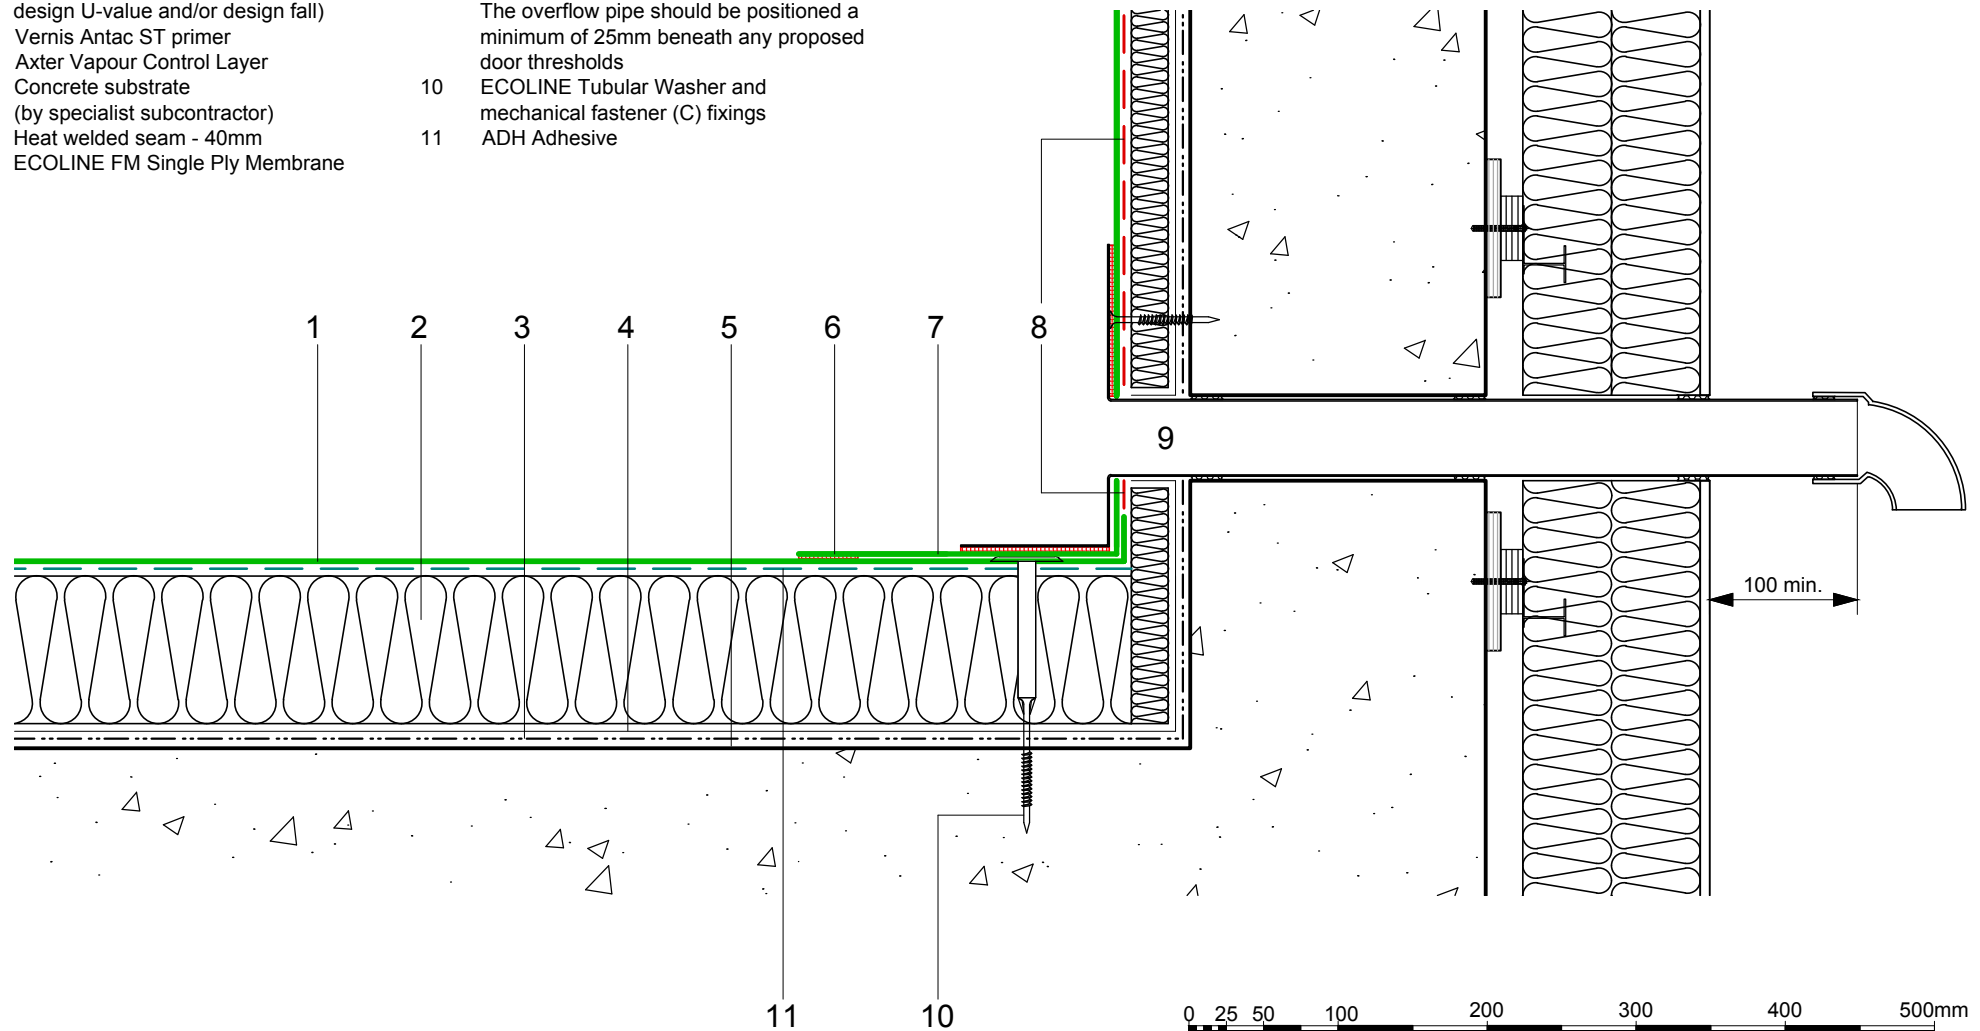 design U-value and/or design fall)
Vernis Antac ST primer
Axter Vapour Control Layer
Concrete substrate
(by specialist subcontractor)
Heat welded seam - 40mm
ECOLINE FM Single Ply Membrane
The overflow pipe should be positioned a
minimum of 25mm beneath any proposed
door thresholds
10 ECOLINE Tubular Washer and
mechanical fastener (C) fixings
11 ADH Adhesive
1 2 3 4 5 6 7 8
9
100 min.
11 10
0 25 50 100 200 300 400 500mm